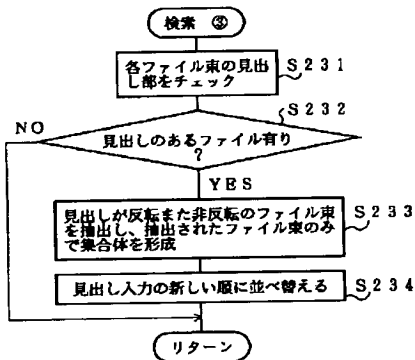 検索 ③
各ファイル束の見出
し部をチェック
S231
S232
NO
見出しのあるファイル有り
?
YES
見出しが反転また非反転のファイル束
を抽出し、抽出されたファイル束のみ
で集合体を形成
S233
見出し入力の新しい順に並べ替える
S234
リターン